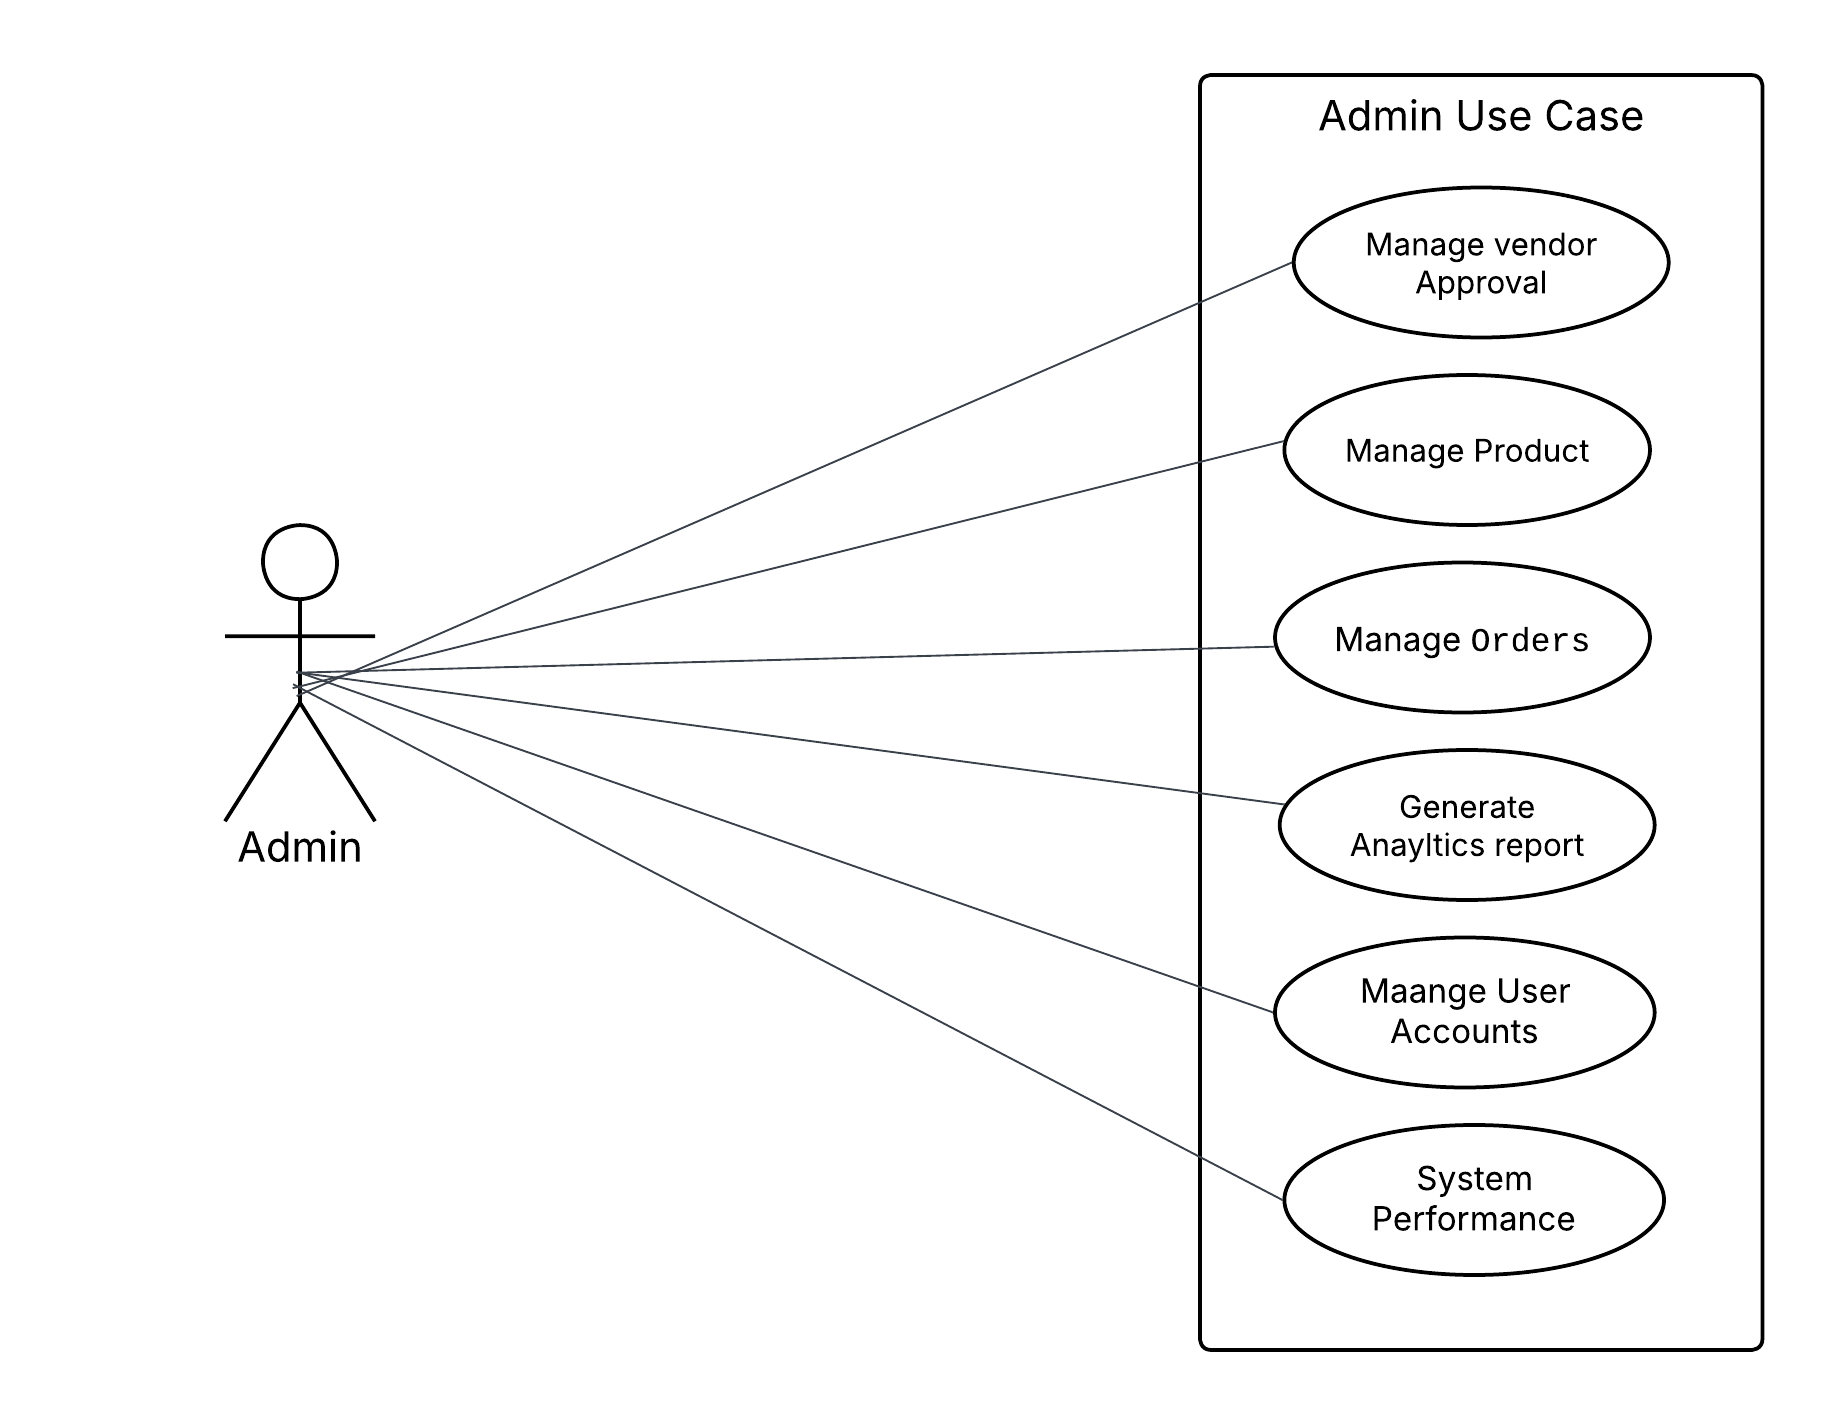 Admin Use Case
Manage vendor
Approval
Manage Product
Manage Orders
Generate
Anayltics report
Maange User
Accounts
System
Performance
Admin